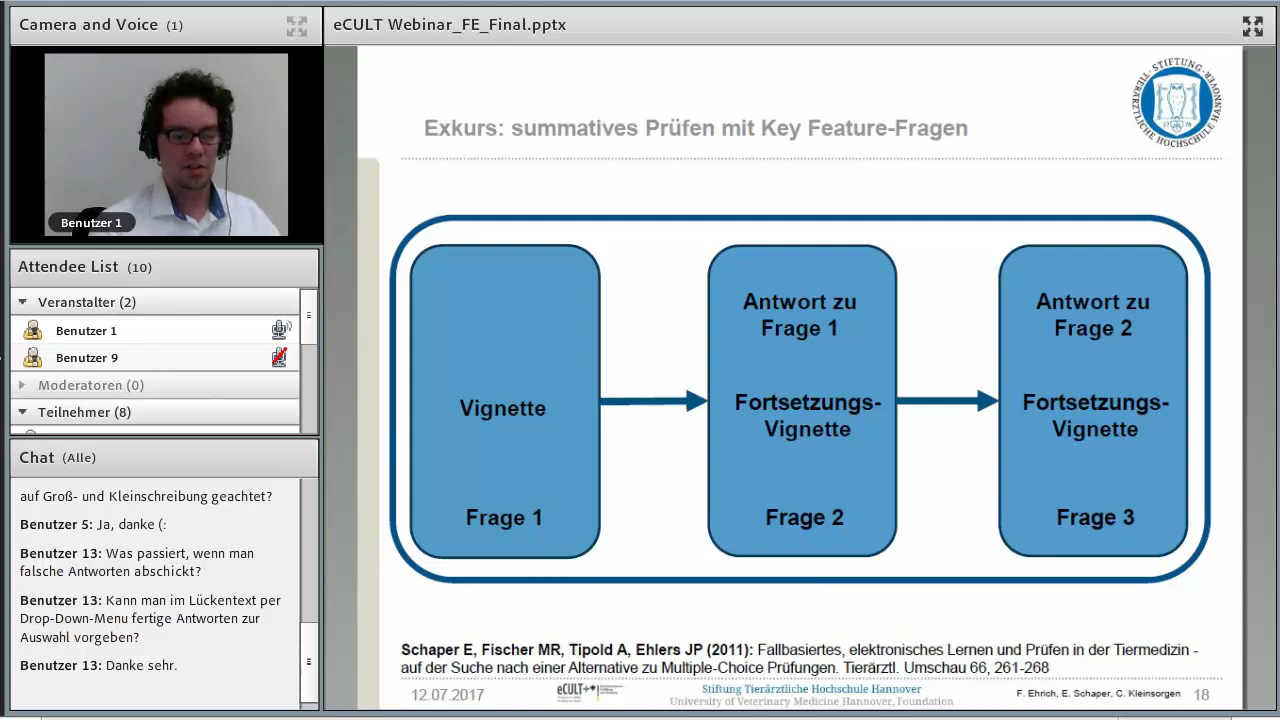 Camera and Voice (1)
Benutzer 1
Attendee List (10)
Veranstalter (2)
Benutzer 1
Benutzer 9
Moderatoren (0)
Teilnehmer (8)
Chat (Alle)
auf Groß- und Kleinschreibung geachtet?
Benutzer 5: Ja, danke (:
Benutzer 13: Was passiert, wenn man
falsche Antworten abschickt?
Benutzer 13: Kann man im Lückentext per
Drop-Down-Menu fertige Antworten zur
Auswahl vorgeben?
Benutzer 13: Danke sehr.
eCULT Webinar_FE_Final.pptx
STIFTUNG TIERÄRZTLICHE HOCHSCHULE HANNOVER
1778
Exkurs: summatives Prüfen mit Key Feature-Fragen
Vignette
Frage 1
Antwort zu
Frage 1
Fortsetzungs-
Vignette
Frage 2
Antwort zu
Frage 2
Fortsetzungs-
Vignette
Frage 3
Schaper E, Fischer MR, Tipold A, Ehlers JP (2011): Fallbasiertes, elektronisches Lernen und Prüfen in der Tiermedizin -
auf der Suche nach einer Alternative zu Multiple-Choice Prüfungen. Tierärztl. Umschau 66, 261-268
12.07.2017
eCULT+
Stiftung Tierärztliche Hochschule Hannover
University of Veterinary Medicine Hannover, Foundation
F. Ehrich, E. Schaper, C. Kleinsorgen
18